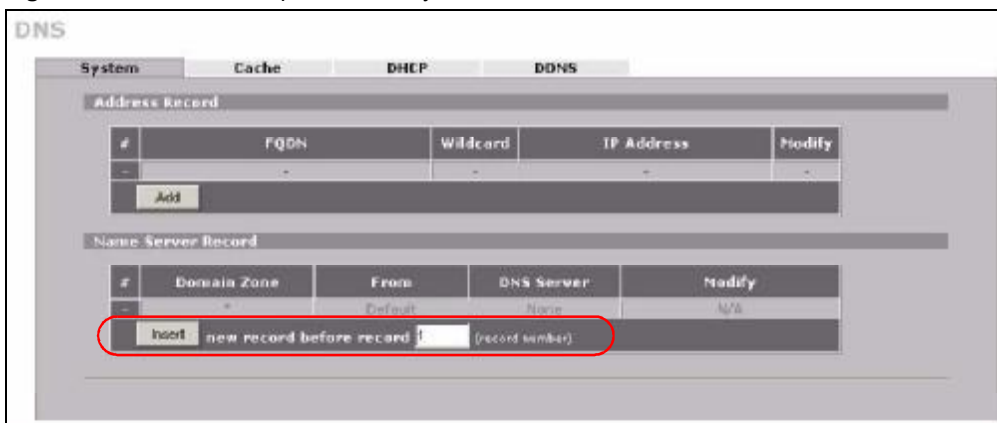 DNS
System Cache DHCP DDNS
Address Record
# FQDN Wildcard IP Address Modify
- - - - -
Add
Name Server Record
# Domain Zone From DNS Server Modify
- * Default None N/A
Insert new record before record 1 (record number)